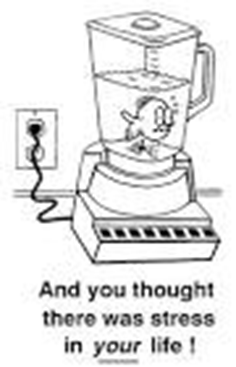 And you thought
there was stress
in your life !